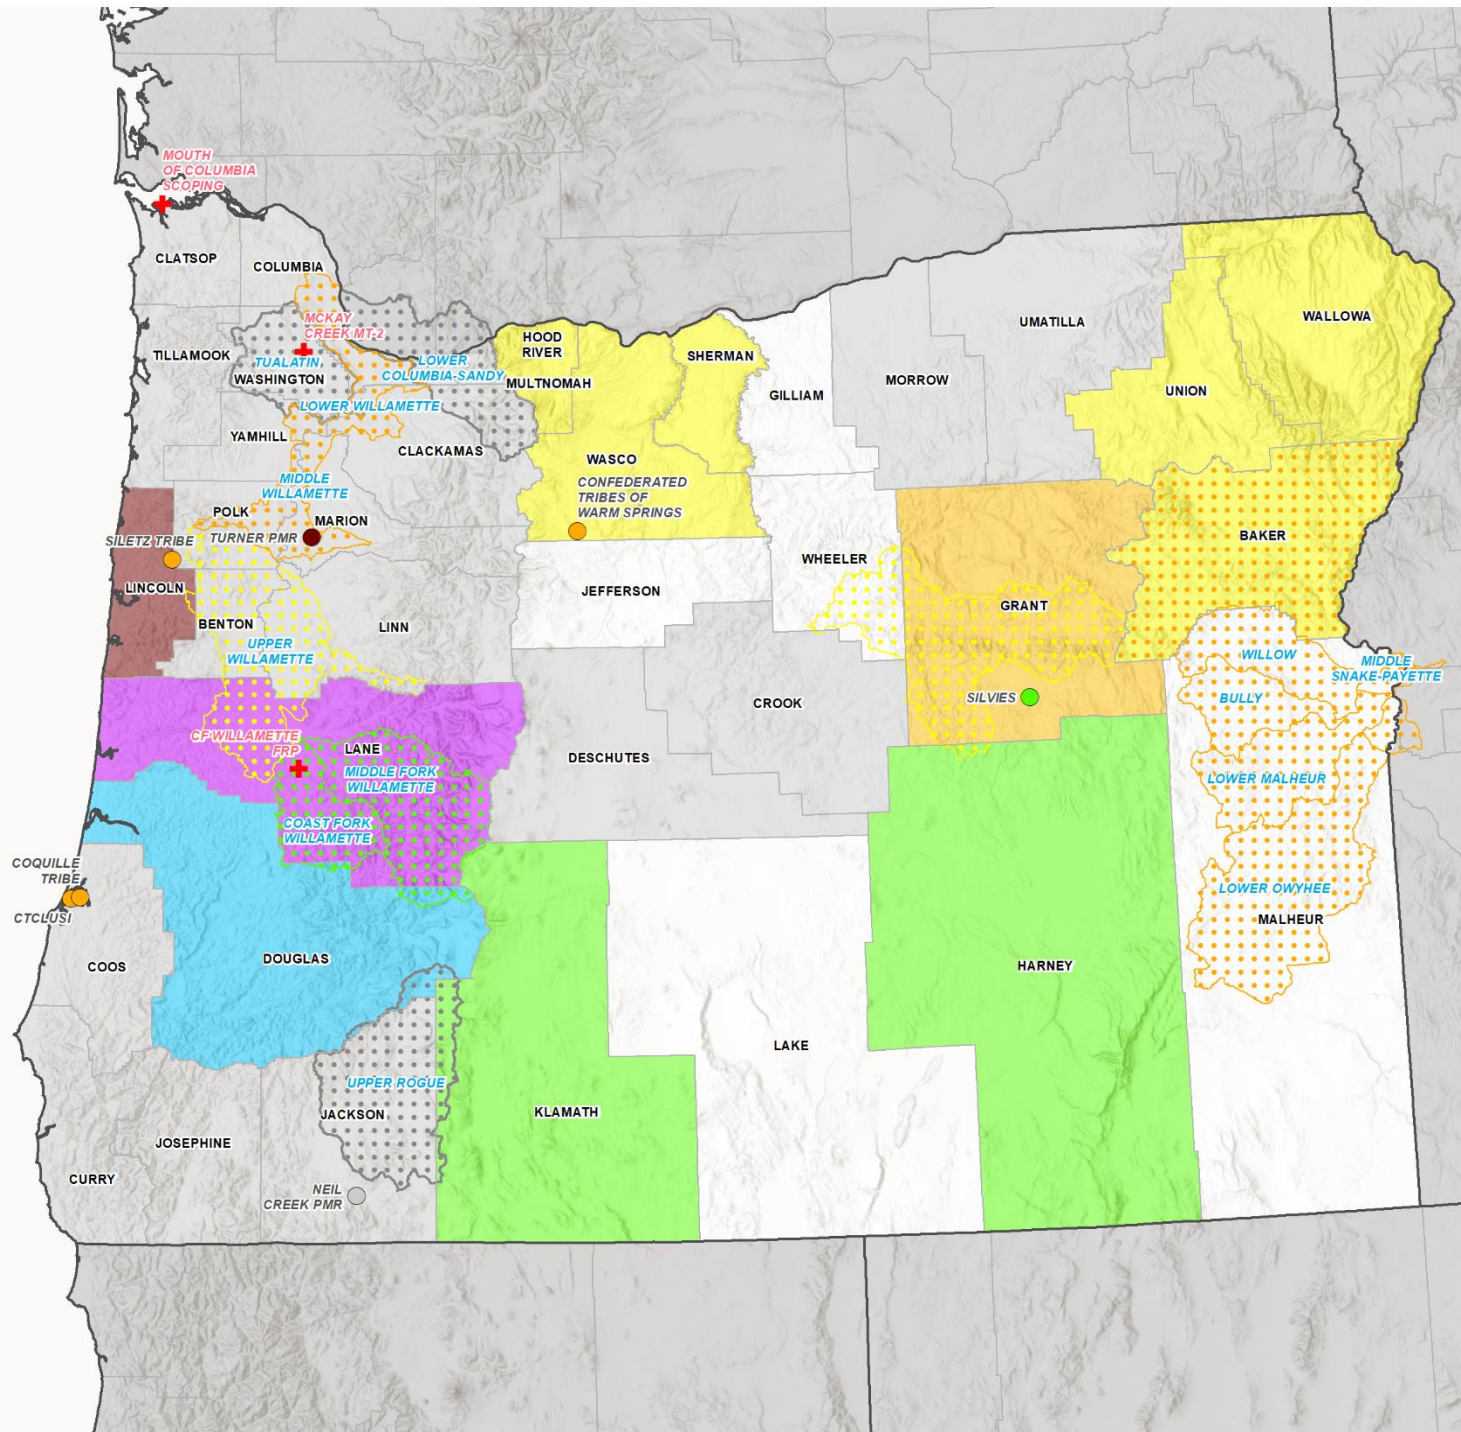 MOUTH
OF COLUMBIA
SCOPING
CLATSOP
COLUMBIA
MCKAY
CREEK MT-2
TILLAMOOK
TUALATIN
WASHINGTON
LOWER
COLUMBIA-SANDY
HOOD
RIVER
MULTNOMAH
SHERMAN
GILLIAM
MORROW
UMATILLA
UNION
WALLOWA
LOWER WILLAMETTE
YAMHILL
CLACKAMAS
WASCO
CONFEDERATED
TRIBES OF
WARM SPRINGS
MIDDLE
WILLAMETTE
POLK
MARION
TURNER PMR
SILETZ TRIBE
LINCOLN
BENTON
LINN
JEFFERSON
WHEELER
GRANT
BAKER
UPPER
WILLAMETTE
WILLOW
MIDDLE
SNAKE-PAYETTE
BULLY
SILVIES
CROOK
CF WILLAMETTE
FRP
LANE
MIDDLE FORK
WILLAMETTE
DESCHUTES
LOWER MALHEUR
COAST FORK
WILLAMETTE
COQUILLE
TRIBE
CTCLUSI
LOWER OWYHEE
MALHEUR
COOS
DOUGLAS
HARNEY
LAKE
UPPER ROGUE
JACKSON
KLAMATH
JOSEPHINE
CURRY
NEIL
CREEK PMR